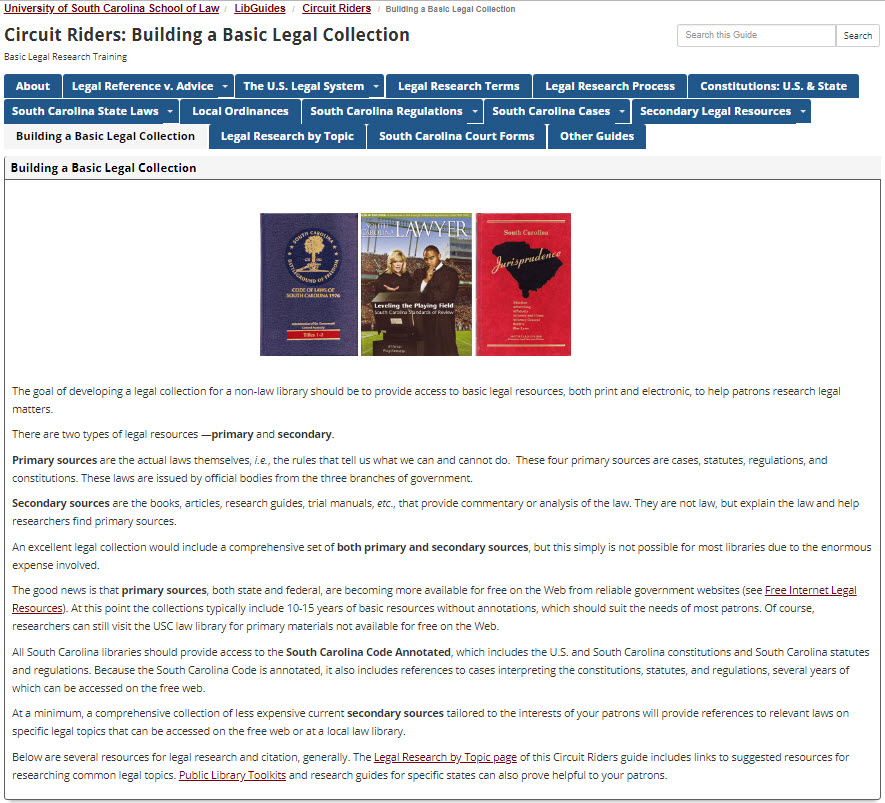 University of South Carolina School of Law / LibGuides / Circuit Riders / Building a Basic Legal Collection
Circuit Riders: Building a Basic Legal Collection
Search this Guide Search
Basic Legal Research Training
About Legal Reference v. Advice The U.S. Legal System Legal Research Terms Legal Research Process Constitutions: U.S. & State
South Carolina State Laws Local Ordinances South Carolina Regulations South Carolina Cases Secondary Legal Resources
Building a Basic Legal Collection Legal Research by Topic South Carolina Court Forms Other Guides
Building a Basic Legal Collection
SOUTH CAROLINA
BATTLEGROUND OF FREEDOM
CODE OF LAWS OF
SOUTH CAROLINA 1976
Titles 1-2
SOUTH CAROLINA LAWYER
Leveling the Playing Field
South Carolina Standards of Review
South Carolina
Jurisprudence
The goal of developing a legal collection for a non-law library should be to provide access to basic legal resources, both print and electronic, to help patrons research legal
matters.
There are two types of legal resources —primary and secondary.
Primary sources are the actual laws themselves, i.e., the rules that tell us what we can and cannot do. These four primary sources are cases, statutes, regulations, and
constitutions. These laws are issued by official bodies from the three branches of government.
Secondary sources are the books, articles, research guides, trial manuals, etc., that provide commentary or analysis of the law. They are not law, but explain the law and help
researchers find primary sources.
An excellent legal collection would include a comprehensive set of both primary and secondary sources, but this simply is not possible for most libraries due to the enormous
expense involved.
The good news is that primary sources, both state and federal, are becoming more available for free on the Web from reliable government websites (see Free Internet Legal
Resources). At this point the collections typically include 10-15 years of basic resources without annotations, which should suit the needs of most patrons. Of course,
researchers can still visit the USC law library for primary materials not available for free on the Web.
All South Carolina libraries should provide access to the South Carolina Code Annotated, which includes the U.S. and South Carolina constitutions and South Carolina statutes
and regulations. Because the South Carolina Code is annotated, it also includes references to cases interpreting the constitutions, statutes, and regulations, several years of
which can be accessed on the free web.
At a minimum, a comprehensive collection of less expensive current secondary sources tailored to the interests of your patrons will provide references to relevant laws on
specific legal topics that can be accessed on the free web or at a local law library.
Below are several resources for legal research and citation, generally. The Legal Research by Topic page of this Circuit Riders guide includes links to suggested resources for
researching common legal topics. Public Library Toolkits and research guides for specific states can also prove helpful to your patrons.